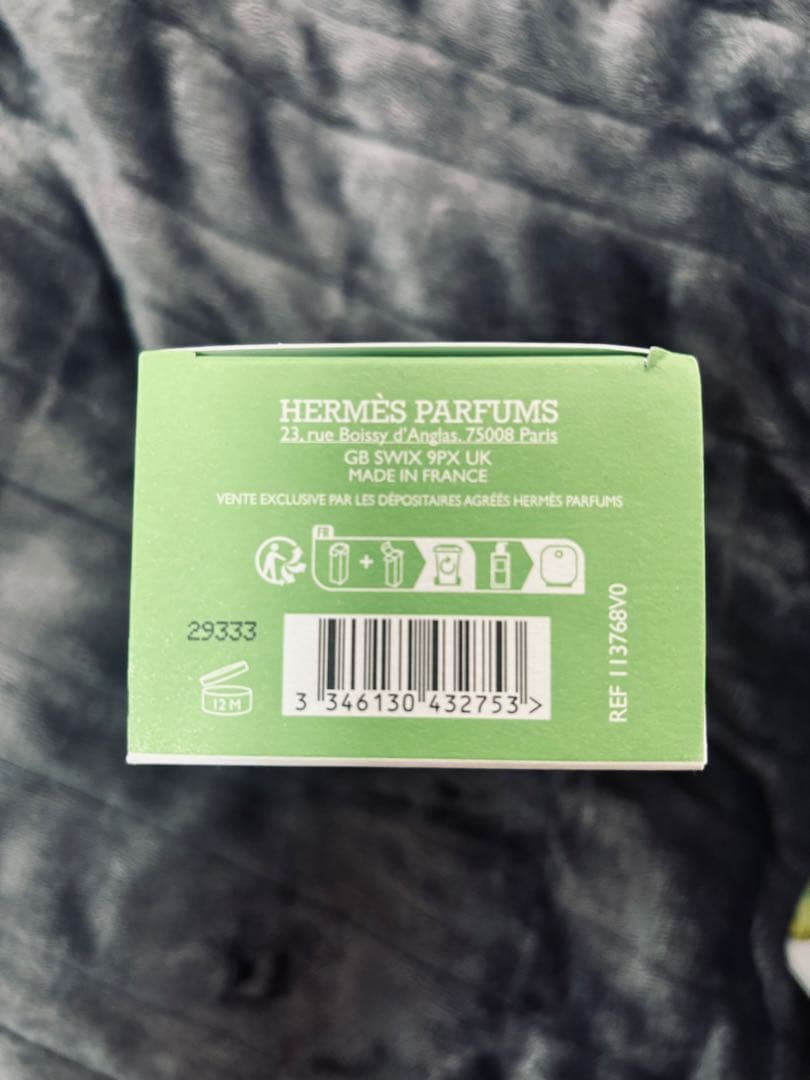 HERMÈS PARFUMS
23, rue Boissy d'Anglas. 75008 Paris
GB SWIX 9PX UK
MADE IN FRANCE
VENTE EXCLUSIVE PAR LES DÉPOSITAIRES AGRÉÉS HERMÈS PARFUMS
FR
+
29333
12 M
3 346130 432753 >
REF 113768V0